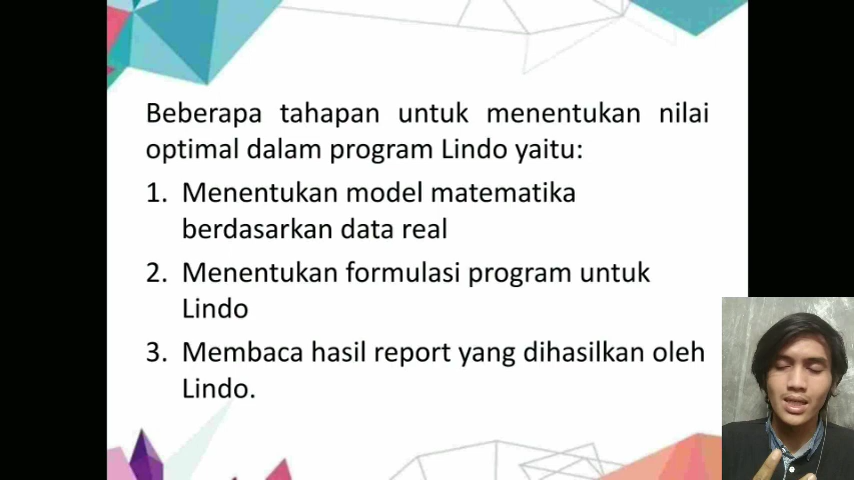 Beberapa tahapan untuk menentukan nilai
optimal dalam program Lindo yaitu:
1. Menentukan model matematika
berdasarkan data real
2. Menentukan formulasi program untuk
Lindo
3. Membaca hasil report yang dihasilkan oleh
Lindo.